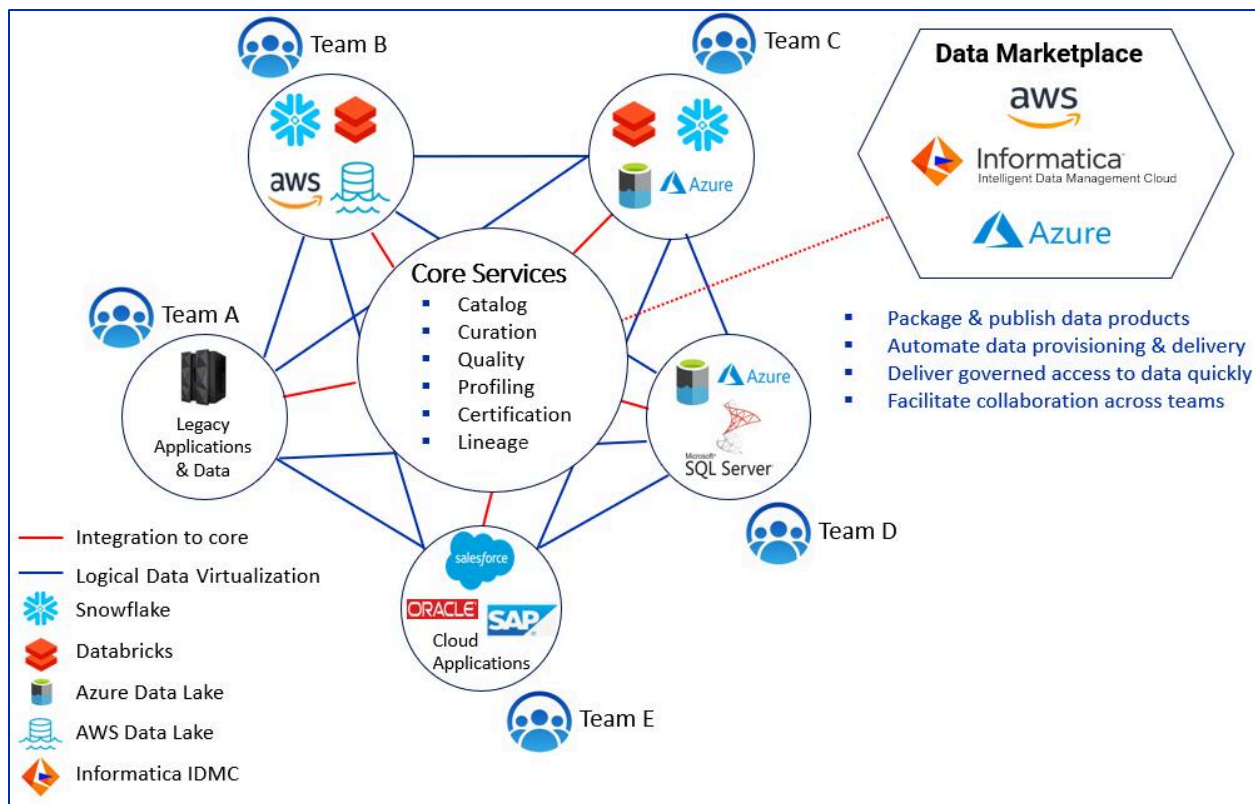 Team B
Team C
Data Marketplace
aws
Informatica™
Intelligent Data Management Cloud
Azure
aws
Azure
Core Services
▪ Catalog
▪ Curation
▪ Quality
▪ Profiling
▪ Certification
▪ Lineage
Team A
Legacy
Applications
& Data
Azure
Microsoft®
SQL Server
▪ Package & publish data products
▪ Automate data provisioning & delivery
▪ Deliver governed access to data quickly
▪ Facilitate collaboration across teams
Team D
salesforce
ORACLE
SAP
Cloud
Applications
Team E
Integration to core
Logical Data Virtualization
Snowflake
Databricks
Azure Data Lake
AWS Data Lake
Informatica IDMC